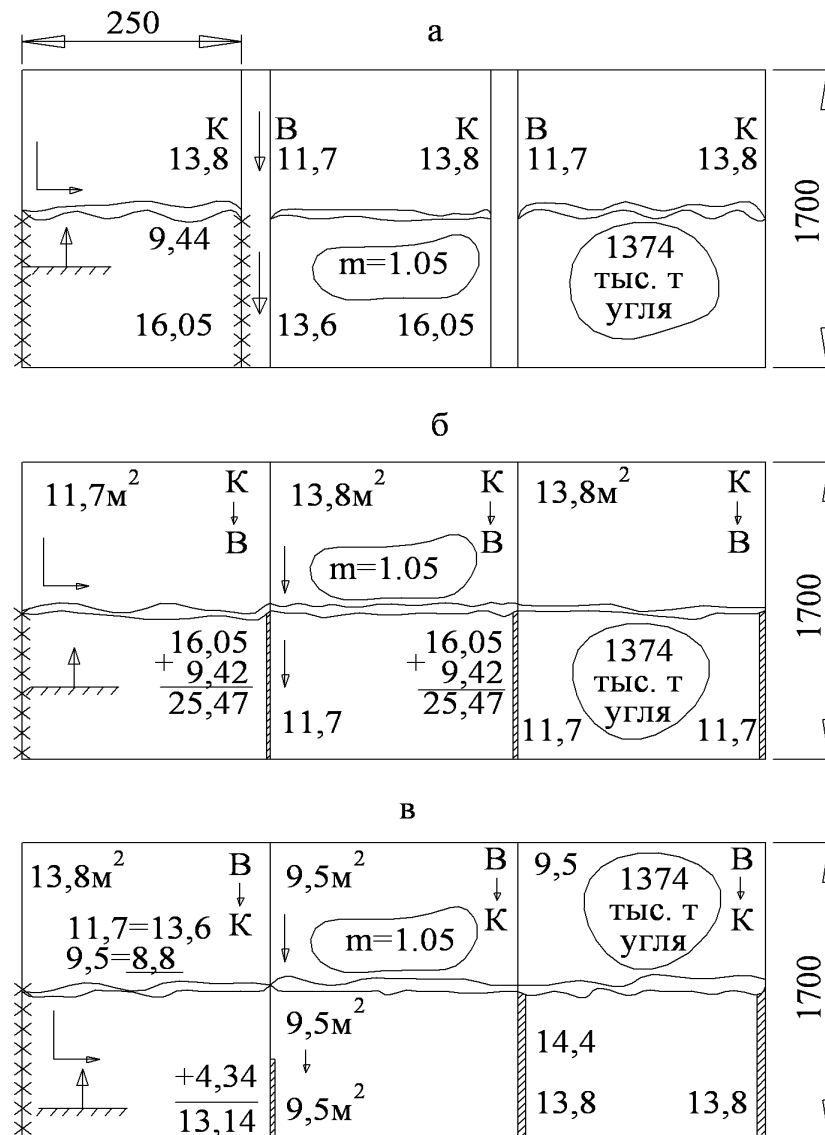 250
а
К В К В К
13,8 11,7 13,8 11,7 13,8
9,44 m=1.05 1374
тыс. т
угля
16,05 13,6 16,05
1700
б
11,7м² К 13,8м² К 13,8м² К
В В В
m=1.05
16,05 16,05 1374
+ 9,42 + 9,42 тыс. т
25,47 25,47 угля
11,7 11,7 11,7
1700
в
13,8м² В 9,5м² В 9,5 1374 В
11,7=13,6 К К тыс. т К
9,5=8,8 m=1.05 угля
9,5м² 14,4
+4,34
13,14 9,5м² 13,8 13,8
1700